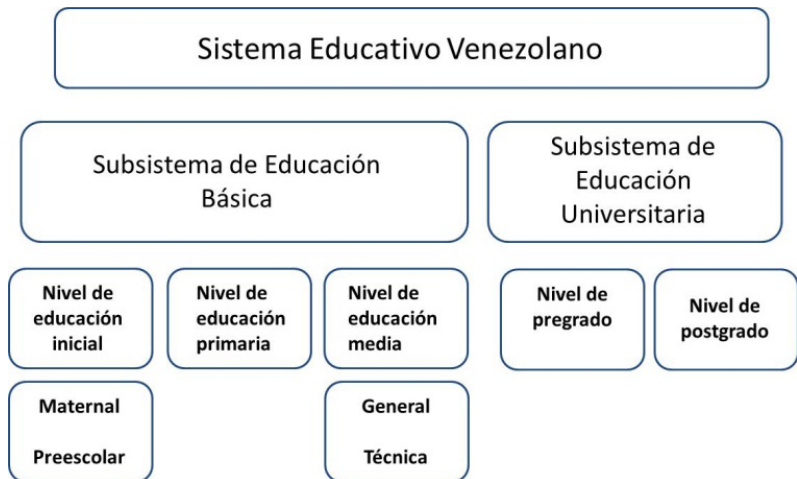 Sistema Educativo Venezolano
Subsistema de Educación
Básica
Subsistema de
Educación
Universitaria
Nivel de
educación
inicial
Nivel de
educación
primaria
Nivel de
educación
media
Nivel de
pregrado
Nivel de
postgrado
Maternal
Preescolar
General
Técnica